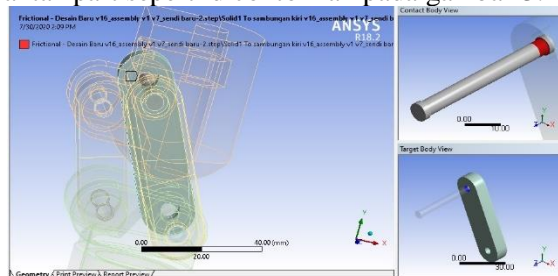 Frictional - Desain Baru v16_assembly v1 v7_sendi baru-2.step\Solid1 To sambungan kiri v16_assembly v1 v7_sendi
7/30/2020 2:09 PM
Frictional - Desain Baru v16_assembly v1 v7_sendi baru-2.step\Solid1 To sambungan kiri v16_assembly v1 v7_sendi bar
ANSYS
R18.2
0.00
40.00 (mm)
20.00
Y
X
Geometry
Print Preview
Report Preview
Contact Body View
0.00
10.00
Y
Z
X
Target Body View
0.00
30.00
Y
Z
X